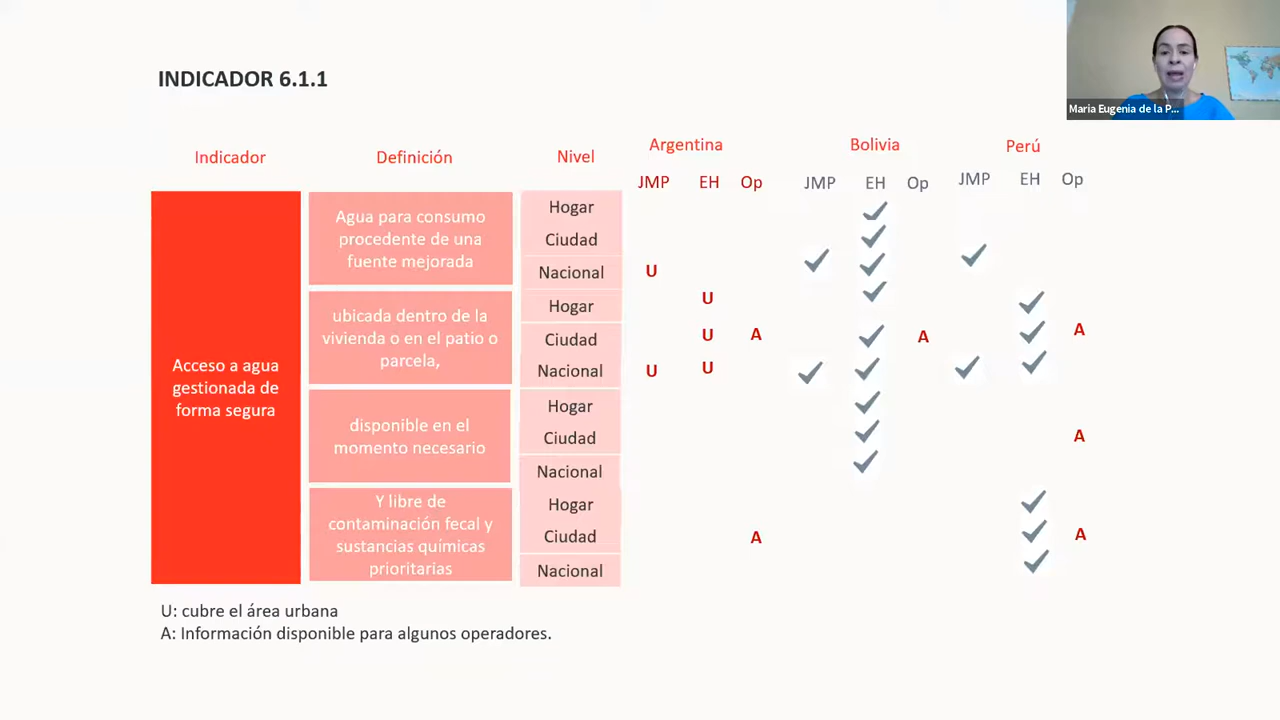 Maria Eugenia de la P...
INDICADOR 6.1.1
Indicador Definición Nivel Argentina Bolivia Perú
JMP EH Op JMP EH Op JMP EH Op
Acceso a agua
gestionada de
forma segura
Agua para consumo
procedente de una
fuente mejorada
Hogar
Ciudad
Nacional U
ubicada dentro de la
vivienda o en el patio o
parcela,
Hogar U
Ciudad U A A A
Nacional U U
disponible en el
momento necesario
Hogar
Ciudad A
Nacional
Y libre de
contaminación fecal y
sustancias químicas
prioritarias
Hogar
Ciudad A A
Nacional
U: cubre el área urbana
A: Información disponible para algunos operadores.